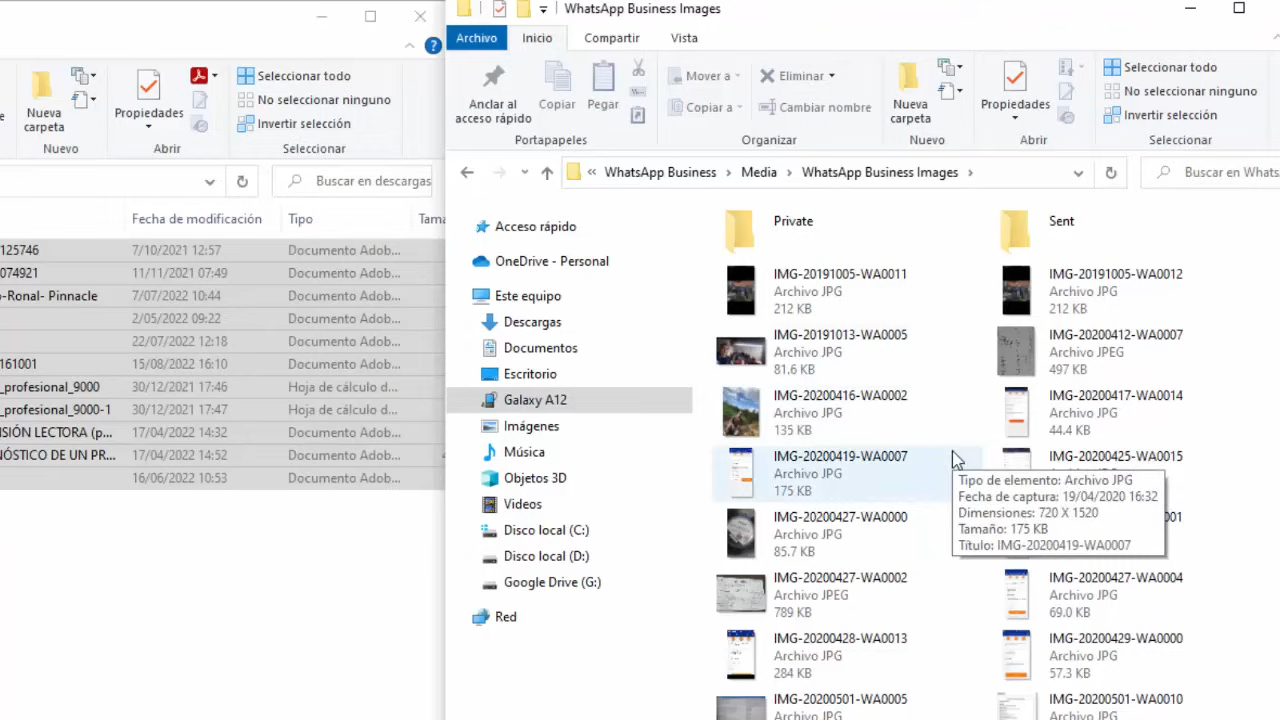 WhatsApp Business Images
Archivo
Inicio
Compartir
Vista
Nueva carpeta
Propiedades
Seleccionar todo
No seleccionar ninguno
Invertir selección
Nuevo
Abrir
Seleccionar
Buscar en descargas
Fecha de modificación
Tipo
125746 7/10/2021 12:57 Documento Adob...
074921 11/11/2021 07:49 Documento Adob...
-Ronal- Pinnacle 7/07/2022 10:44 Documento Adob...
2/05/2022 09:22 Documento Adob...
22/07/2022 12:18 Documento Adob...
161001 15/08/2022 16:10 Documento Adob...
_profesional_9000 30/12/2021 17:46 Hoja de cálculo d...
_profesional_9000-1 30/12/2021 17:47 Hoja de cálculo d...
SIÓN LECTORA (p... 17/04/2022 14:32 Documento Adob...
NÓSTICO DE UN PR... 17/04/2022 14:52 Documento Adob...
16/06/2022 10:53 Documento Adob...
Anclar al acceso rápido
Copiar
Pegar
Mover a
Copiar a
Eliminar
Cambiar nombre
Nueva carpeta
Propiedades
Seleccionar todo
No seleccionar ninguno
Invertir selección
Portapapeles
Organizar
Nuevo
Abrir
Seleccionar
« WhatsApp Business › Media › WhatsApp Business Images ›
Buscar en Whats
Acceso rápido
OneDrive - Personal
Este equipo
Descargas
Documentos
Escritorio
Galaxy A12
Imágenes
Música
Objetos 3D
Videos
Disco local (C:)
Disco local (D:)
Google Drive (G:)
Red
Private
Sent
IMG-20191005-WA0011
Archivo JPG
212 KB
IMG-20191005-WA0012
Archivo JPG
212 KB
IMG-20191013-WA0005
Archivo JPG
81.6 KB
IMG-20200412-WA0007
Archivo JPEG
497 KB
IMG-20200416-WA0002
Archivo JPG
135 KB
IMG-20200417-WA0014
Archivo JPG
44.4 KB
IMG-20200419-WA0007
Archivo JPG
175 KB
IMG-20200425-WA0015
Tipo de elemento: Archivo JPG
Fecha de captura: 19/04/2020 16:32
Dimensiones: 720 X 1520
Tamaño: 175 KB
Título: IMG-20200419-WA0007
IMG-20200427-WA0000
Archivo JPG
85.7 KB
001
IMG-20200427-WA0002
Archivo JPEG
789 KB
IMG-20200427-WA0004
Archivo JPG
69.0 KB
IMG-20200428-WA0013
Archivo JPG
284 KB
IMG-20200429-WA0000
Archivo JPG
57.3 KB
IMG-20200501-WA0005
Archivo JPG
IMG-20200501-WA0010
Archivo JPG